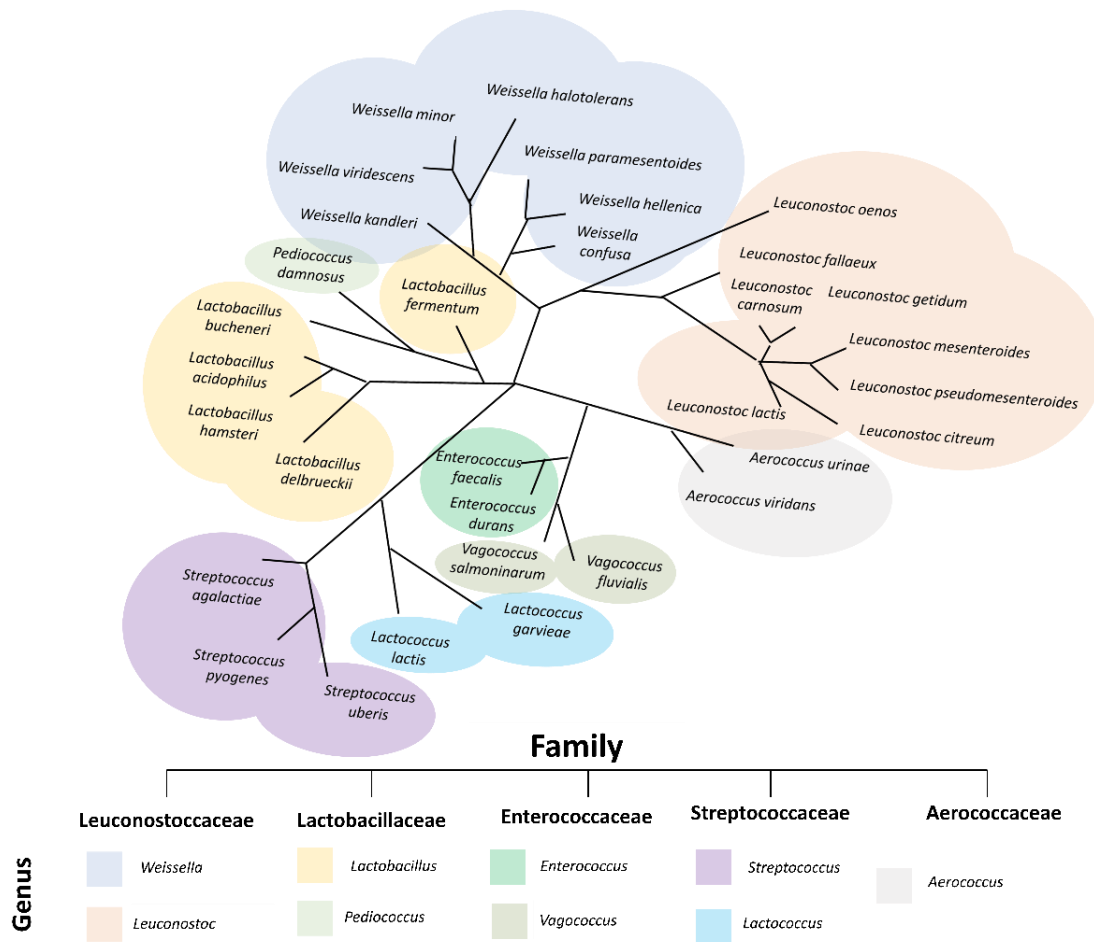 Weissella halotolerans
Weissella minor
Weissella paramesentoides
Weissella viridescens
Weissella hellenica
Weissella kandleri
Weissella
confusa
Leuconostoc oenos
Pediococcus
damnosus
Leuconostoc fallaeux
Lactobacillus
fermentum
Leuconostoc
carnosum
Leuconostoc getidum
Lactobacillus
bucheneri
Leuconostoc mesenteroides
Lactobacillus
acidophilus
Leuconostoc pseudomesenteroides
Lactobacillus
hamsteri
Leuconostoc lactis
Leuconostoc citreum
Lactobacillus
delbrueckii
Enterococcus
faecalis
Aerococcus urinae
Enterococcus
durans
Aerococcus viridans
Vagococcus
salmoninarum
Vagococcus
fluvialis
Streptococcus
agalactiae
Lactococcus
garvieae
Lactococcus
lactis
Streptococcus
pyogenes
Streptococcus
uberis
Family
Leuconostoccaceae
Lactobacillaceae
Enterococcaceae
Streptococcaceae
Aerococcaceae
Genus
Weissella
Lactobacillus
Enterococcus
Streptococcus
Aerococcus
Leuconostoc
Pediococcus
Vagococcus
Lactococcus